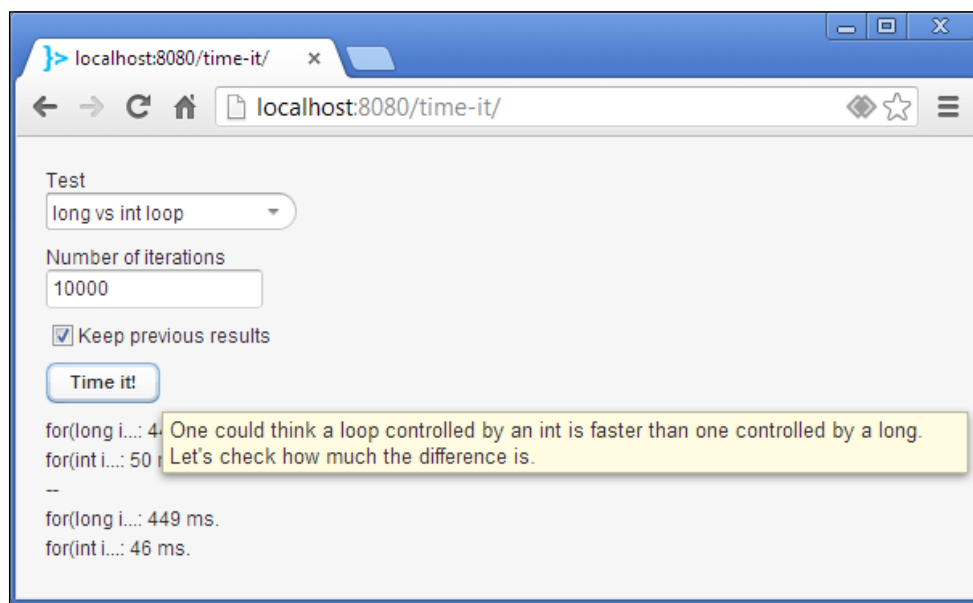 localhost:8080/time-it/
localhost:8080/time-it/
Test
long vs int loop
Number of iterations
10000
Keep previous results
Time it!
for(long i...: 44
One could think a loop controlled by an int is faster than one controlled by a long.
for(int i...: 50
Let's check how much the difference is.
--
for(long i...: 449 ms.
for(int i...: 46 ms.